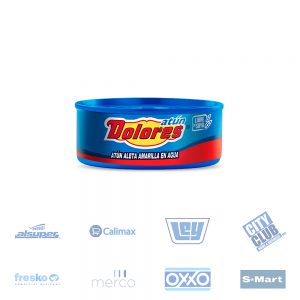 atún
Dolores
ATÚN ALETA AMARILLA EN AGUA
alsuper
Calimax
Ley
CITY CLUB
fresko
merco
OXXO
S-Mart